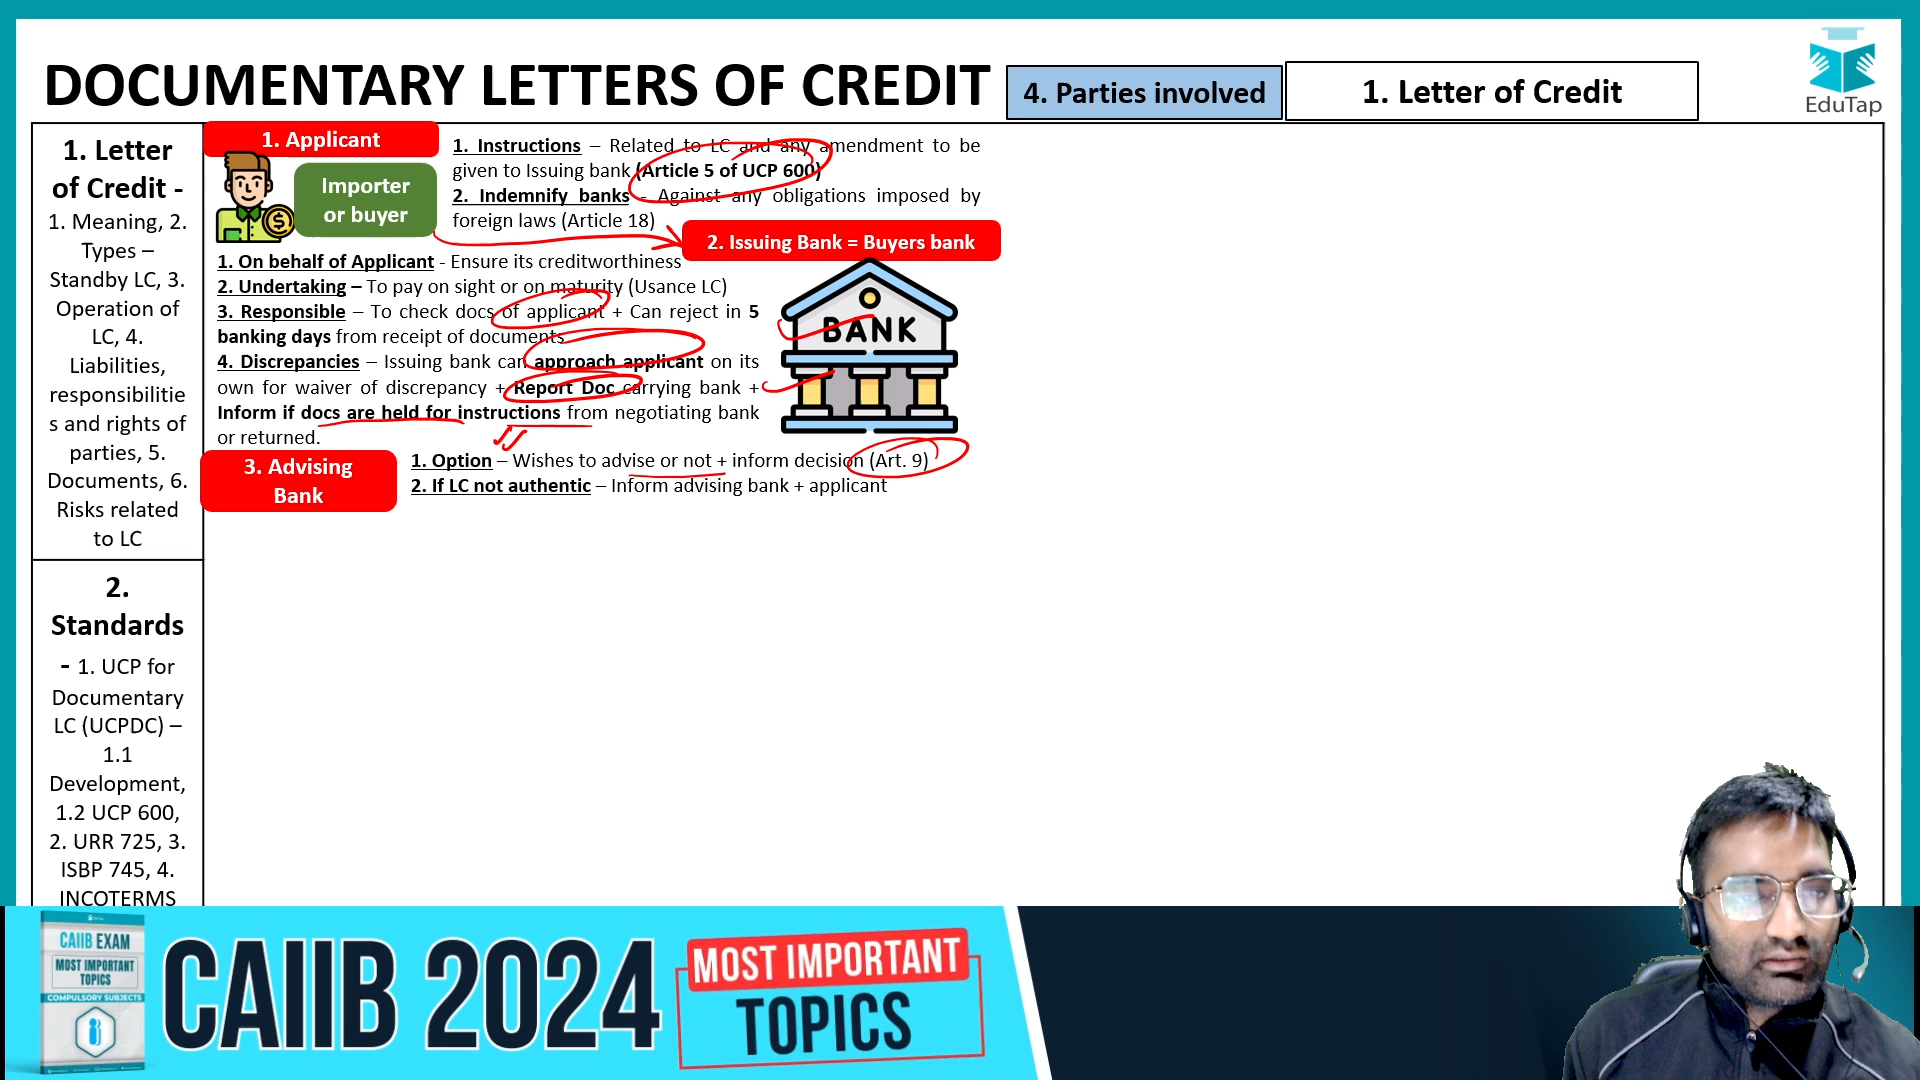 DOCUMENTARY LETTERS OF CREDIT
4. Parties involved
1. Letter of Credit
EduTap
1. Letter
of Credit -
1. Meaning, 2.
Types –
Standby LC, 3.
Operation of
LC, 4.
Liabilities,
responsibilitie
s and rights of
parties, 5.
Documents, 6.
Risks related
to LC
2.
Standards
- 1. UCP for
Documentary
LC (UCPDC) –
1.1
Development,
1.2 UCP 600,
2. URR 725, 3.
ISBP 745, 4.
INCOTERMS
1. Applicant
Importer
or buyer
1. Instructions – Related to LC and any amendment to be
given to Issuing bank (Article 5 of UCP 600)
2. Indemnify banks - Against any obligations imposed by
foreign laws (Article 18)
2. Issuing Bank = Buyers bank
1. On behalf of Applicant - Ensure its creditworthiness
2. Undertaking – To pay on sight or on maturity (Usance LC)
3. Responsible – To check docs of applicant + Can reject in 5
banking days from receipt of documents
4. Discrepancies – Issuing bank can approach applicant on its
own for waiver of discrepancy + Report Doc carrying bank +
Inform if docs are held for instructions from negotiating bank
or returned.
BANK
3. Advising
Bank
1. Option – Wishes to advise or not + inform decision (Art. 9)
2. If LC not authentic – Inform advising bank + applicant
CAIIB EXAM
MOST IMPORTANT
TOPICS
COMPULSORY SUBJECTS
CAIIB 2024
MOST IMPORTANT
TOPICS